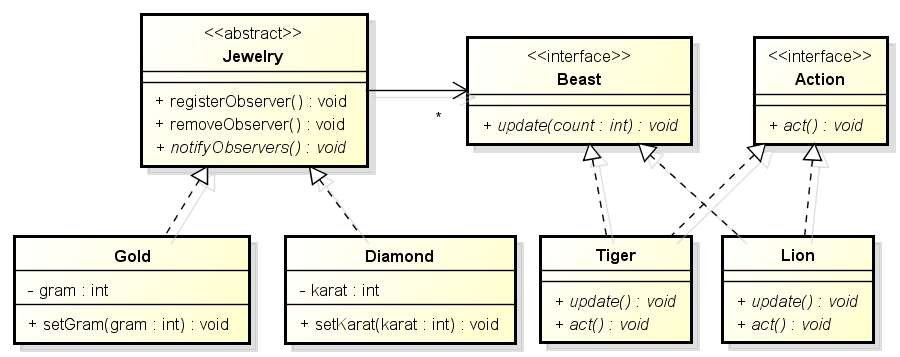 <<abstract>>
Jewelry
+ registerObserver() : void
+ removeObserver() : void
+ notifyObservers() : void
*
<<interface>>
Beast
+ update(count : int) : void
<<interface>>
Action
+ act() : void
Gold
- gram : int
+ setGram(gram : int) : void
Diamond
- karat : int
+ setKarat(karat : int) : void
Tiger
+ update() : void
+ act() : void
Lion
+ update() : void
+ act() : void